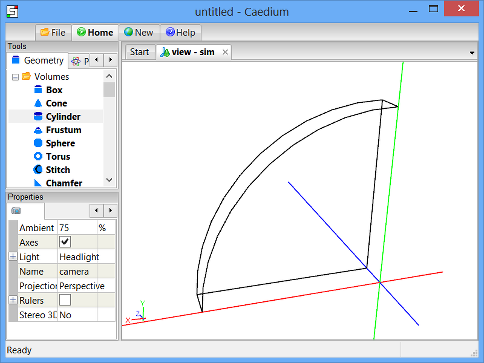 untitled - Caedium
File Home New Help
Tools
Geometry P
Volumes
Box
Cone
Cylinder
Frustum
Sphere
Torus
Stitch
Chamfer
Properties
Ambient 75 %
Axes
Light Headlight
Name camera
Projection Perspective
Rulers
Stereo 3D No
Start view - sim
Y
Z
X
Ready